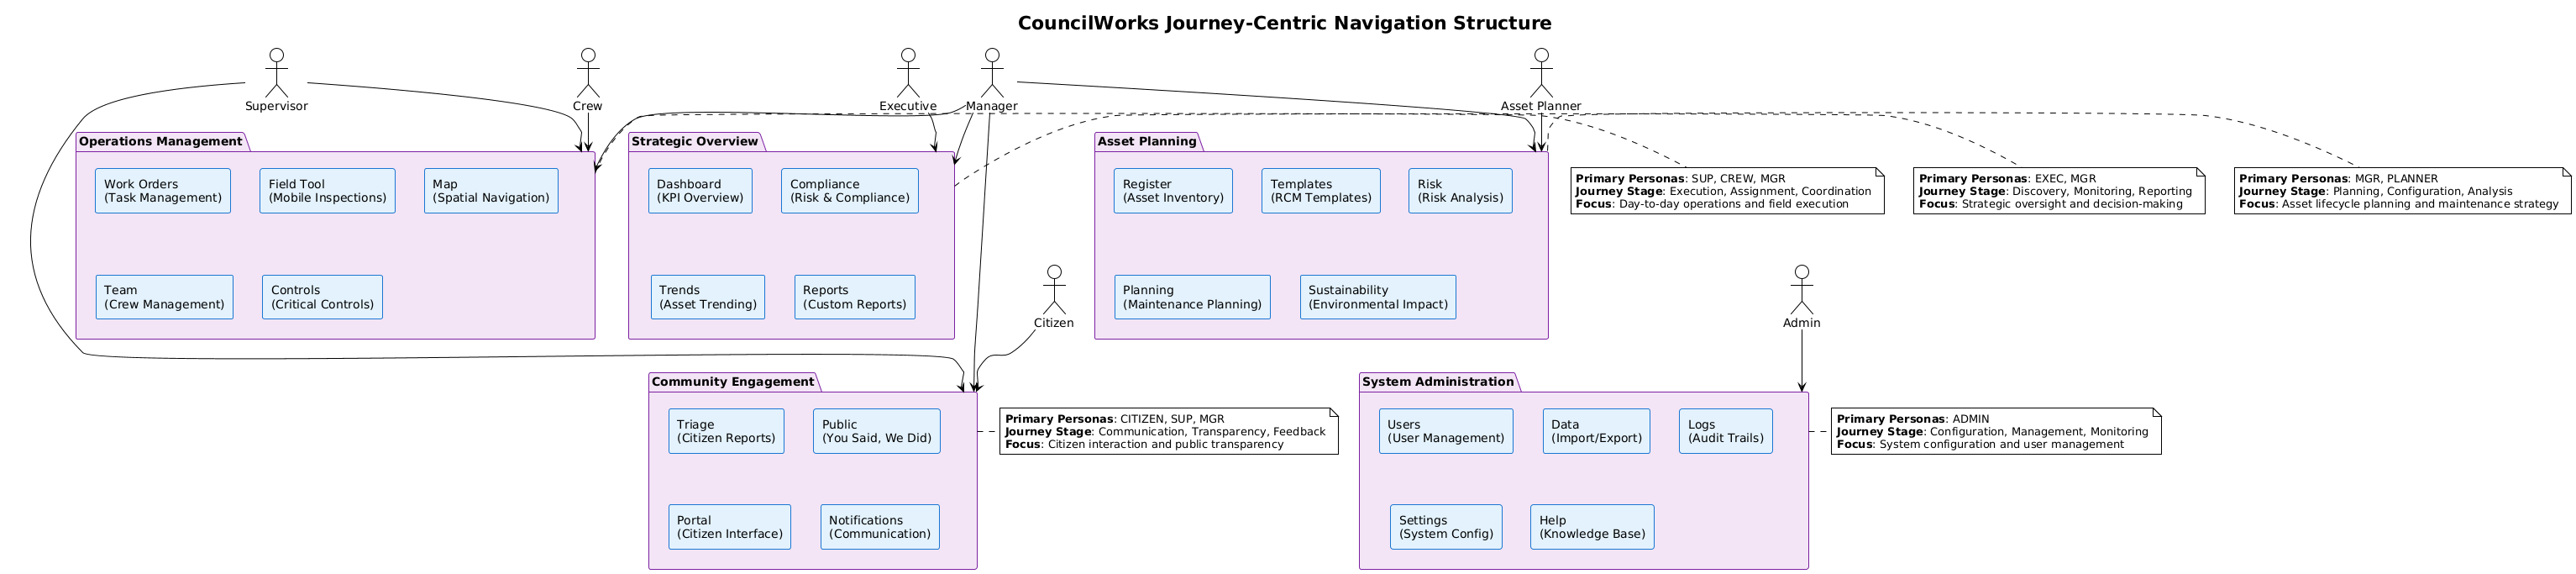 CouncilWorks Journey-Centric Navigation Structure
Supervisor
Crew
Executive
Manager
Asset Planner
Operations Management
Work Orders
(Task Management)
Field Tool
(Mobile Inspections)
Map
(Spatial Navigation)
Team
(Crew Management)
Controls
(Critical Controls)
Strategic Overview
Dashboard
(KPI Overview)
Compliance
(Risk & Compliance)
Trends
(Asset Trending)
Reports
(Custom Reports)
Asset Planning
Register
(Asset Inventory)
Templates
(RCM Templates)
Risk
(Risk Analysis)
Planning
(Maintenance Planning)
Sustainability
(Environmental Impact)
Primary Personas: SUP, CREW, MGR
Journey Stage: Execution, Assignment, Coordination
Focus: Day-to-day operations and field execution
Primary Personas: EXEC, MGR
Journey Stage: Discovery, Monitoring, Reporting
Focus: Strategic oversight and decision-making
Primary Personas: MGR, PLANNER
Journey Stage: Planning, Configuration, Analysis
Focus: Asset lifecycle planning and maintenance strategy
Citizen
Admin
Community Engagement
Triage
(Citizen Reports)
Public
(You Said, We Did)
Portal
(Citizen Interface)
Notifications
(Communication)
Primary Personas: CITIZEN, SUP, MGR
Journey Stage: Communication, Transparency, Feedback
Focus: Citizen interaction and public transparency
System Administration
Users
(User Management)
Data
(Import/Export)
Logs
(Audit Trails)
Settings
(System Config)
Help
(Knowledge Base)
Primary Personas: ADMIN
Journey Stage: Configuration, Management, Monitoring
Focus: System configuration and user management